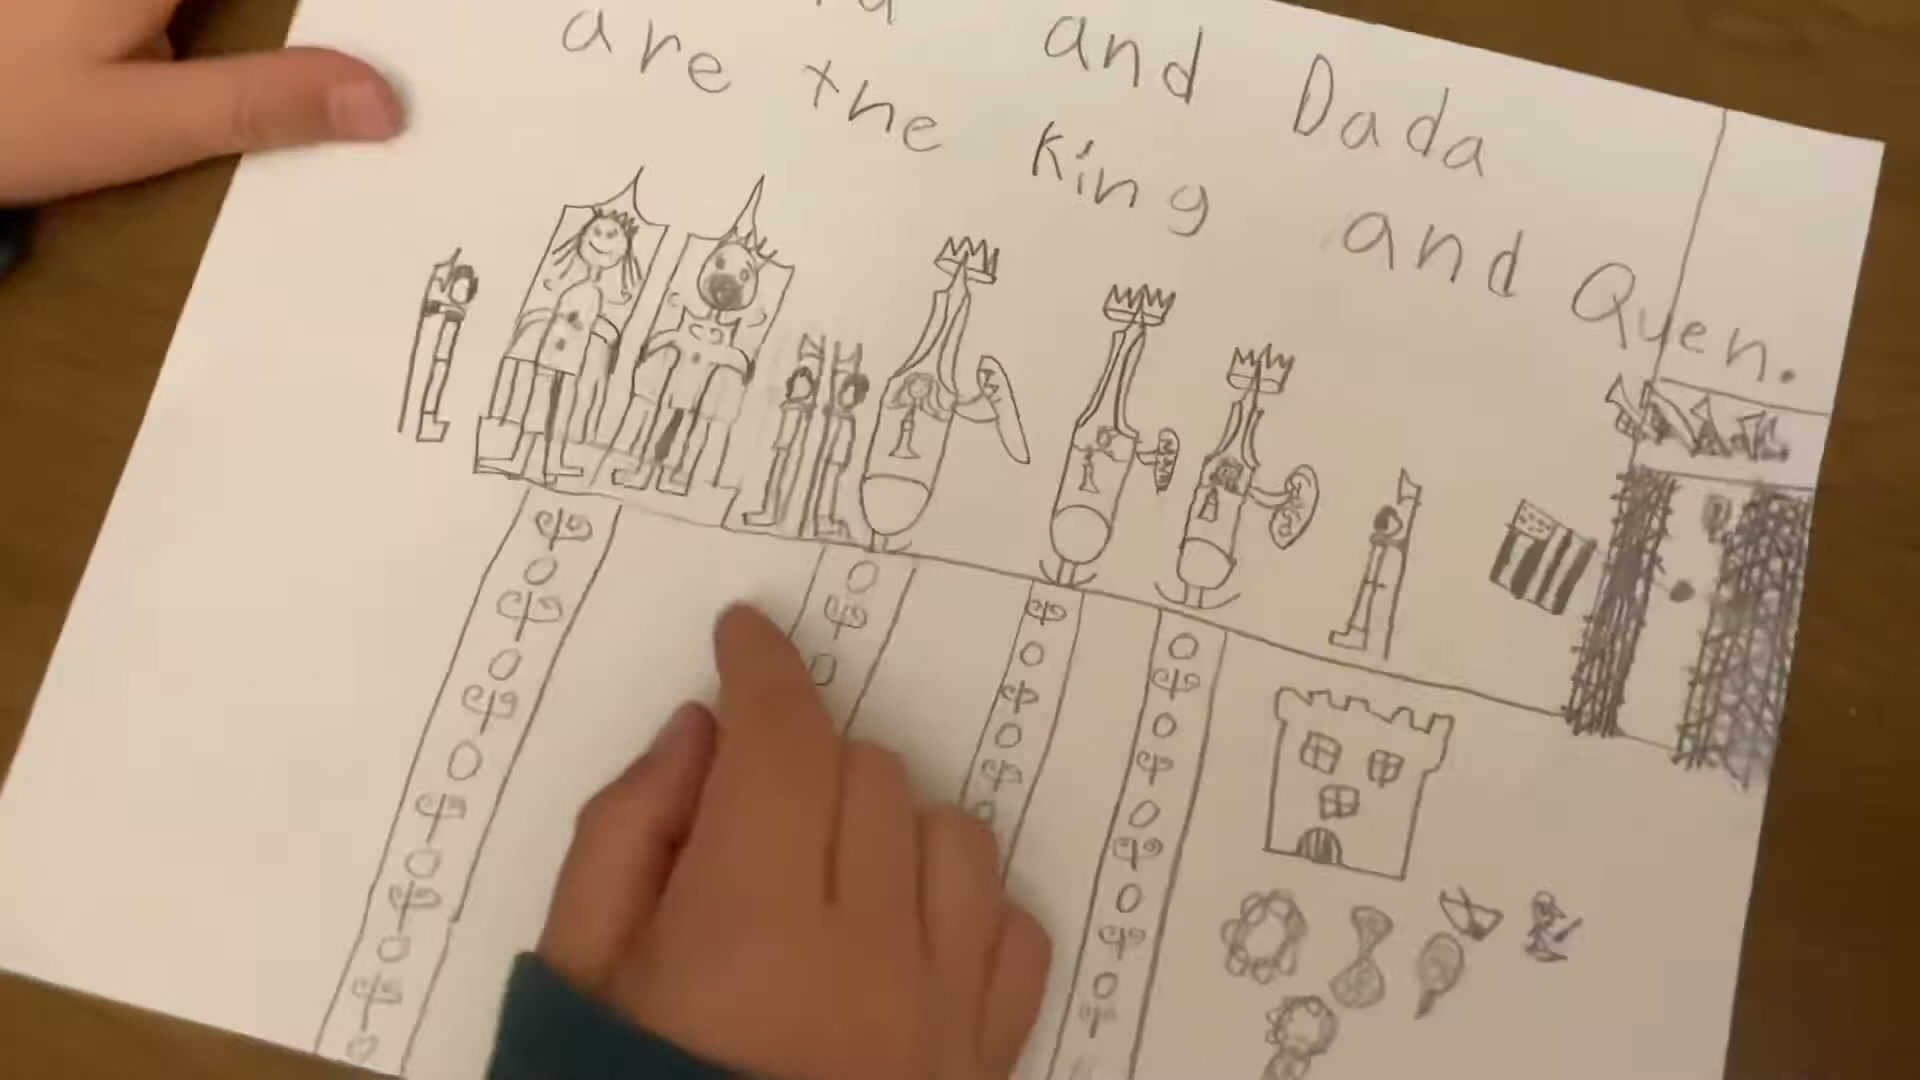 and Dada
are the King and Quen.